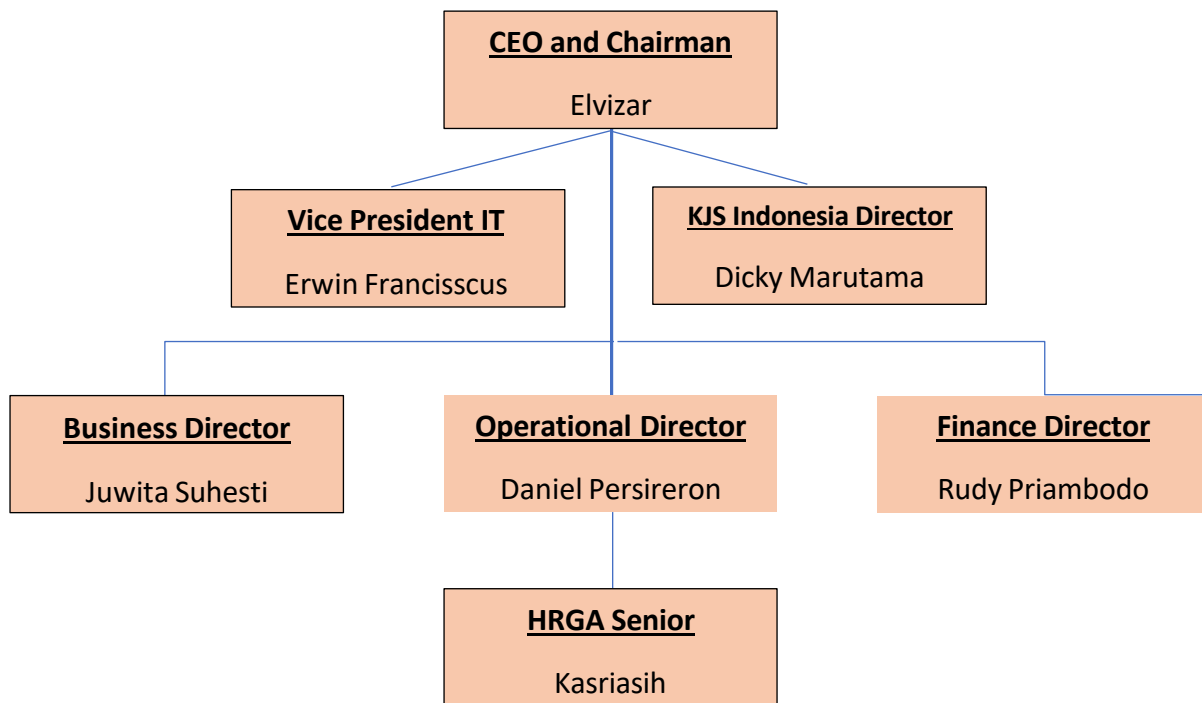 CEO and Chairman
Elvizar
Vice President IT
Erwin Francisscus
KJS Indonesia Director
Dicky Marutama
Business Director
Juwita Suhesti
Operational Director
Daniel Persireron
Finance Director
Rudy Priambodo
HRGA Senior
Kasriasih